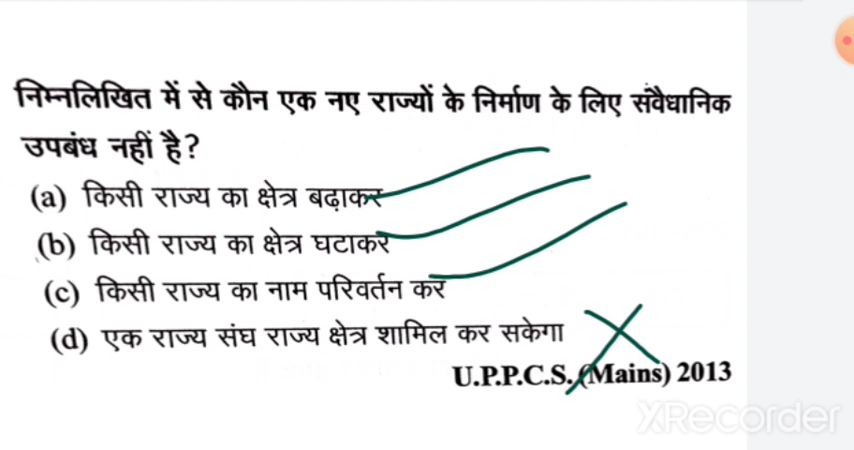 निम्नलिखित में से कौन एक नए राज्यों के निर्माण के लिए संवैधानिक
उपबंध नहीं है?
(a) किसी राज्य का क्षेत्र बढ़ाकर
(b) किसी राज्य का क्षेत्र घटाकर
(c) किसी राज्य का नाम परिवर्तन कर
(d) एक राज्य संघ राज्य क्षेत्र शामिल कर सकेगा
U.P.P.C.S. (Mains) 2013
XRecorder